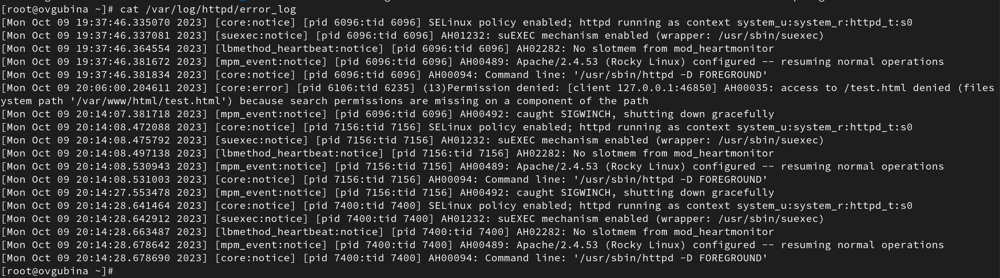 [root@ovgubina ~]# cat /var/log/httpd/error_log
[Mon Oct 09 19:37:46.335070 2023] [core:notice] [pid 6096:tid 6096] SELinux policy enabled; httpd running as context system_u:system_r:httpd_t:s0
[Mon Oct 09 19:37:46.337081 2023] [suexec:notice] [pid 6096:tid 6096] AH01232: suEXEC mechanism enabled (wrapper: /usr/sbin/suexec)
[Mon Oct 09 19:37:46.364554 2023] [lbmethod_heartbeat:notice] [pid 6096:tid 6096] AH02282: No slotmem from mod_heartmonitor
[Mon Oct 09 19:37:46.381672 2023] [mpm_event:notice] [pid 6096:tid 6096] AH00489: Apache/2.4.53 (Rocky Linux) configured -- resuming normal operations
[Mon Oct 09 19:37:46.381834 2023] [core:notice] [pid 6096:tid 6096] AH00094: Command line: '/usr/sbin/httpd -D FOREGROUND'
[Mon Oct 09 20:06:00.204611 2023] [core:error] [pid 6106:tid 6235] (13)Permission denied: [client 127.0.0.1:46850] AH00035: access to /test.html denied (files
ystem path '/var/www/html/test.html') because search permissions are missing on a component of the path
[Mon Oct 09 20:14:07.381718 2023] [mpm_event:notice] [pid 6096:tid 6096] AH00492: caught SIGWINCH, shutting down gracefully
[Mon Oct 09 20:14:08.472088 2023] [core:notice] [pid 7156:tid 7156] SELinux policy enabled; httpd running as context system_u:system_r:httpd_t:s0
[Mon Oct 09 20:14:08.475792 2023] [suexec:notice] [pid 7156:tid 7156] AH01232: suEXEC mechanism enabled (wrapper: /usr/sbin/suexec)
[Mon Oct 09 20:14:08.497138 2023] [lbmethod_heartbeat:notice] [pid 7156:tid 7156] AH02282: No slotmem from mod_heartmonitor
[Mon Oct 09 20:14:08.530943 2023] [mpm_event:notice] [pid 7156:tid 7156] AH00489: Apache/2.4.53 (Rocky Linux) configured -- resuming normal operations
[Mon Oct 09 20:14:08.531003 2023] [core:notice] [pid 7156:tid 7156] AH00094: Command line: '/usr/sbin/httpd -D FOREGROUND'
[Mon Oct 09 20:14:27.553478 2023] [mpm_event:notice] [pid 7156:tid 7156] AH00492: caught SIGWINCH, shutting down gracefully
[Mon Oct 09 20:14:28.641464 2023] [core:notice] [pid 7400:tid 7400] SELinux policy enabled; httpd running as context system_u:system_r:httpd_t:s0
[Mon Oct 09 20:14:28.642912 2023] [suexec:notice] [pid 7400:tid 7400] AH01232: suEXEC mechanism enabled (wrapper: /usr/sbin/suexec)
[Mon Oct 09 20:14:28.663487 2023] [lbmethod_heartbeat:notice] [pid 7400:tid 7400] AH02282: No slotmem from mod_heartmonitor
[Mon Oct 09 20:14:28.678642 2023] [mpm_event:notice] [pid 7400:tid 7400] AH00489: Apache/2.4.53 (Rocky Linux) configured -- resuming normal operations
[Mon Oct 09 20:14:28.678690 2023] [core:notice] [pid 7400:tid 7400] AH00094: Command line: '/usr/sbin/httpd -D FOREGROUND'
[root@ovgubina ~]#